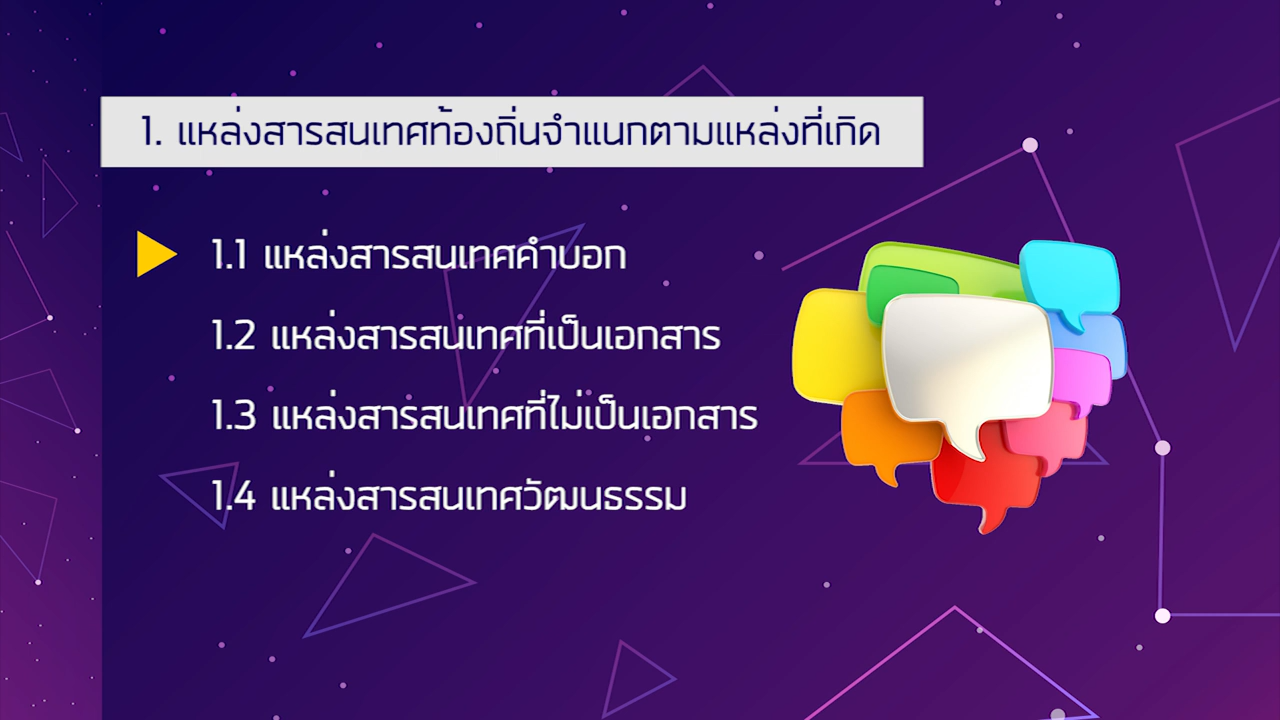 1. แหล่งสารสนเทศท้องถิ่นจำแนกตามแหล่งที่เกิด
1.1 แหล่งสารสนเทศคำบอก
1.2 แหล่งสารสนเทศที่เป็นเอกสาร
1.3 แหล่งสารสนเทศที่ไม่เป็นเอกสาร
1.4 แหล่งสารสนเทศวัฒนธรรม